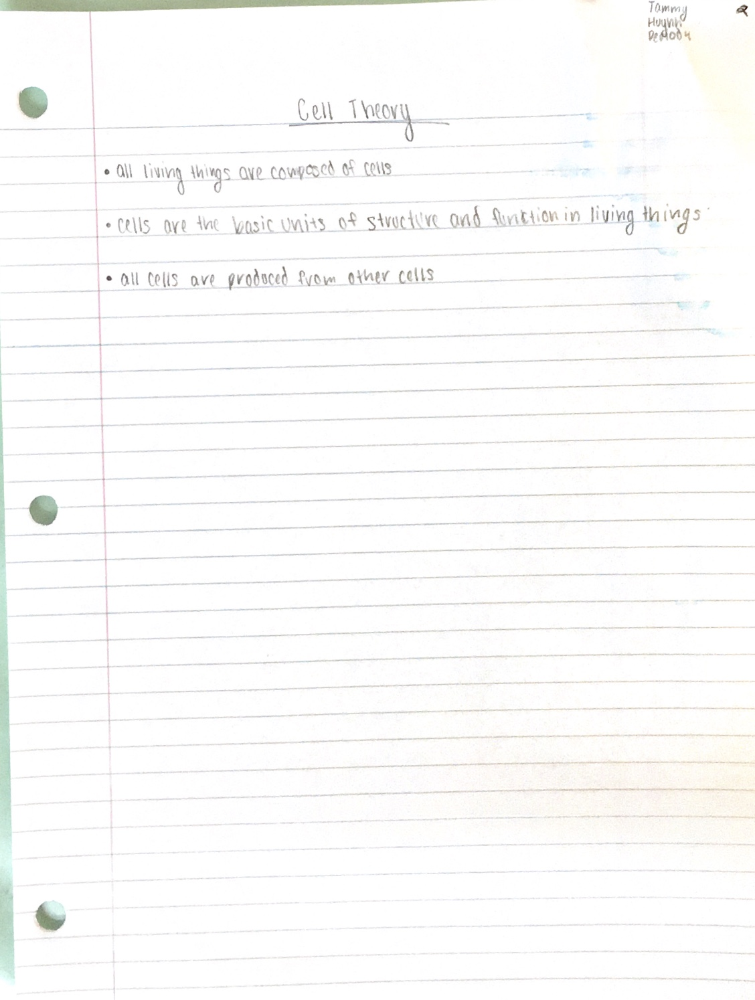 Tammy
Huynh
Period 4
2
Cell Theory
• all living things are composed of cells
• cells are the basic units of structure and function in living things
• all cells are produced from other cells